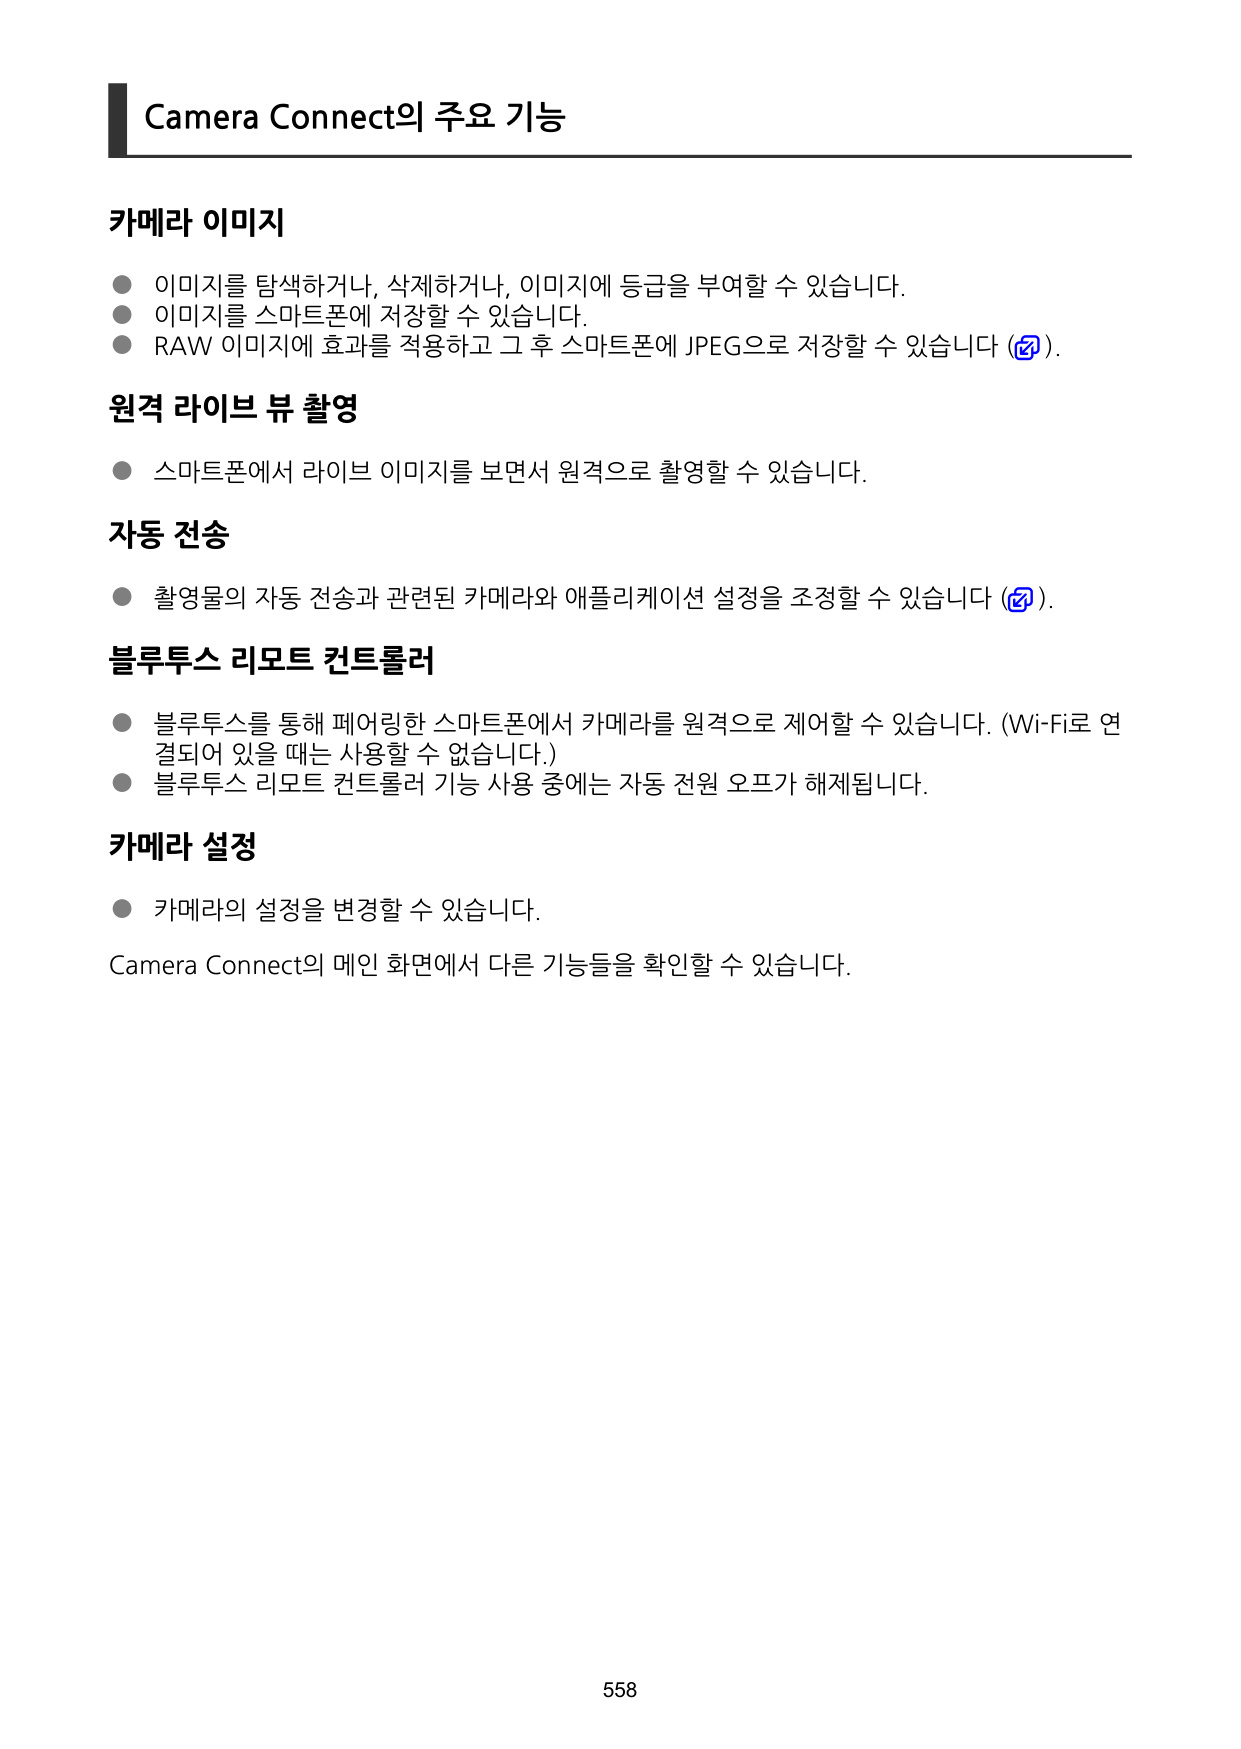 Camera Connect의 주요 기능
카메라 이미지
● 이미지를 탐색하거나, 삭제하거나, 이미지에 등급을 부여할 수 있습니다.
● 이미지를 스마트폰에 저장할 수 있습니다.
● RAW 이미지에 효과를 적용하고 그 후 스마트폰에 JPEG으로 저장할 수 있습니다 ( ).
원격 라이브 뷰 촬영
● 스마트폰에서 라이브 이미지를 보면서 원격으로 촬영할 수 있습니다.
자동 전송
● 촬영물의 자동 전송과 관련된 카메라와 애플리케이션 설정을 조정할 수 있습니다 ( ).
블루투스 리모트 컨트롤러
● 블루투스를 통해 페어링한 스마트폰에서 카메라를 원격으로 제어할 수 있습니다. (Wi-Fi로 연
결되어 있을 때는 사용할 수 없습니다.)
● 블루투스 리모트 컨트롤러 기능 사용 중에는 자동 전원 오프가 해제됩니다.
카메라 설정
● 카메라의 설정을 변경할 수 있습니다.
Camera Connect의 메인 화면에서 다른 기능들을 확인할 수 있습니다.
558